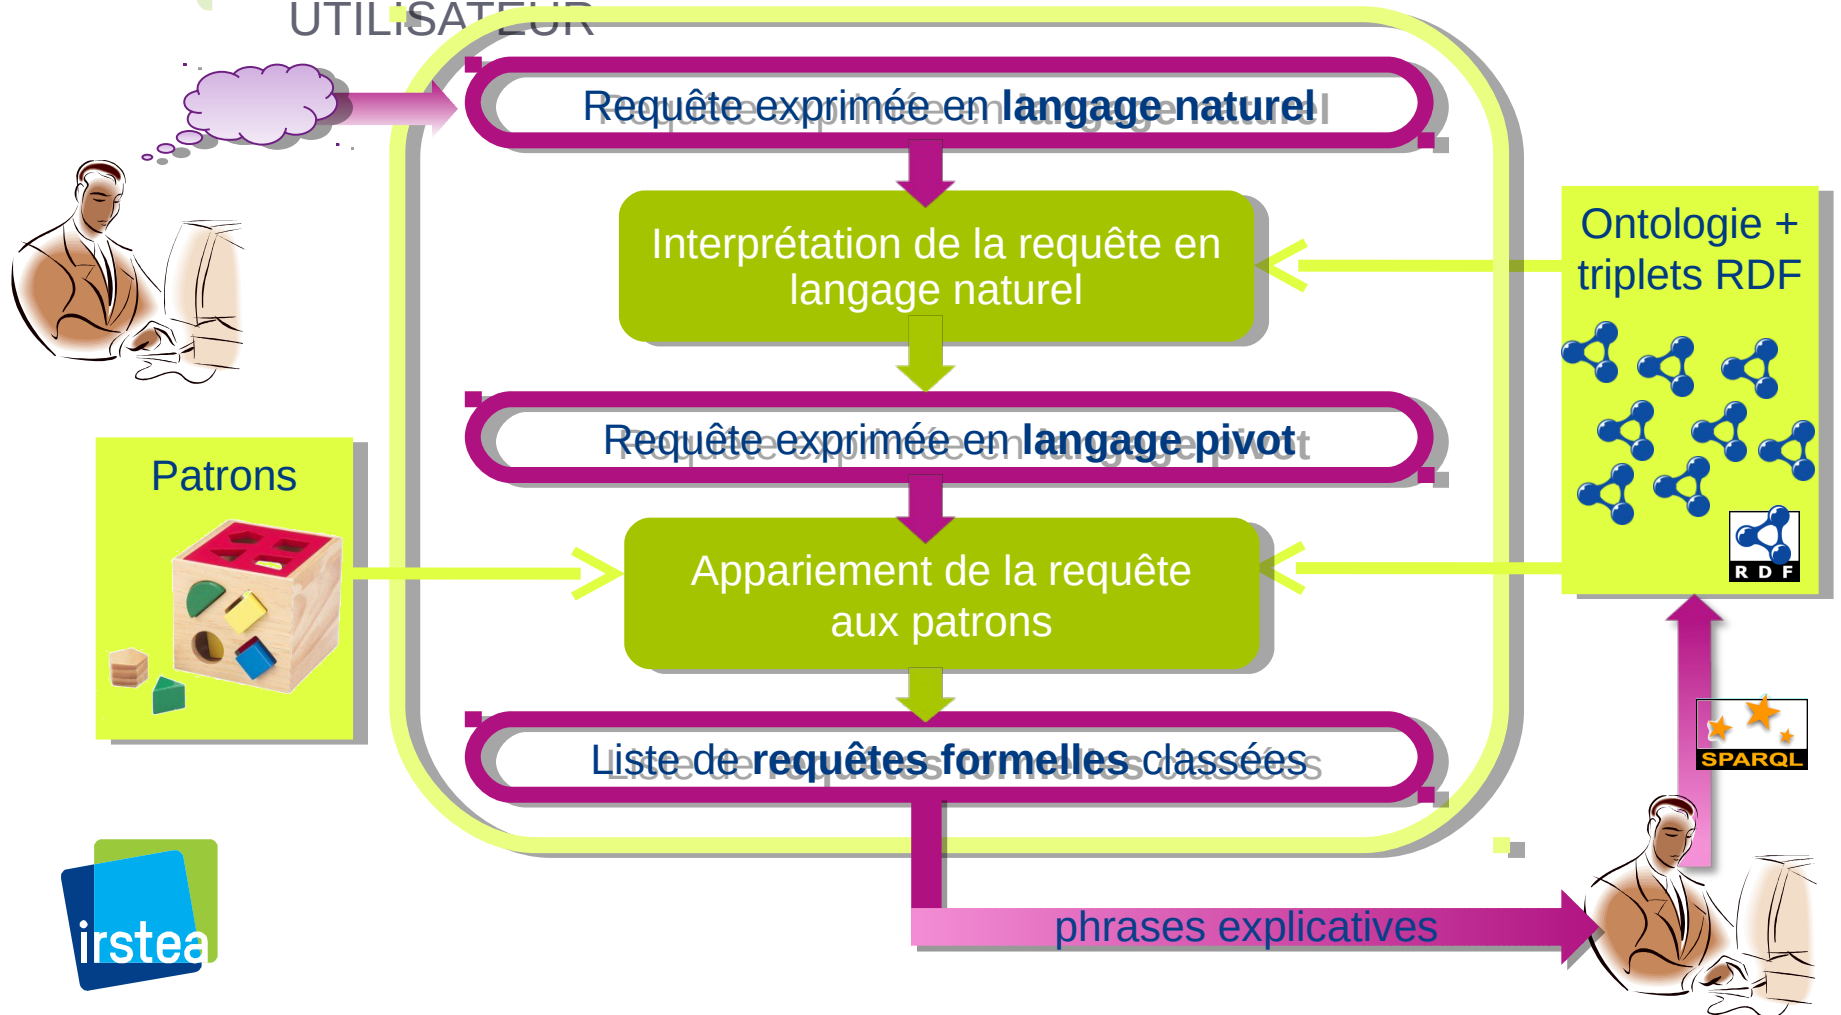 UTILISATEUR
Requête exprimée en langage naturel
Interprétation de la requête en
langage naturel
Ontologie +
triplets RDF
Requête exprimée en langage pivot
Patrons
Appariement de la requête
aux patrons
RDF
Liste de requêtes formelles classées
SPARQL
irstea
phrases explicatives